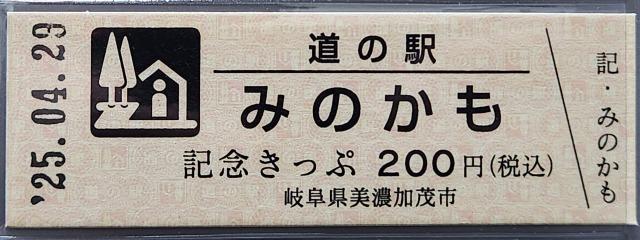 '25.04.29
道の駅
みのかも
記念きっぷ 200円(税込)
岐阜県美濃加茂市
記・みのかも